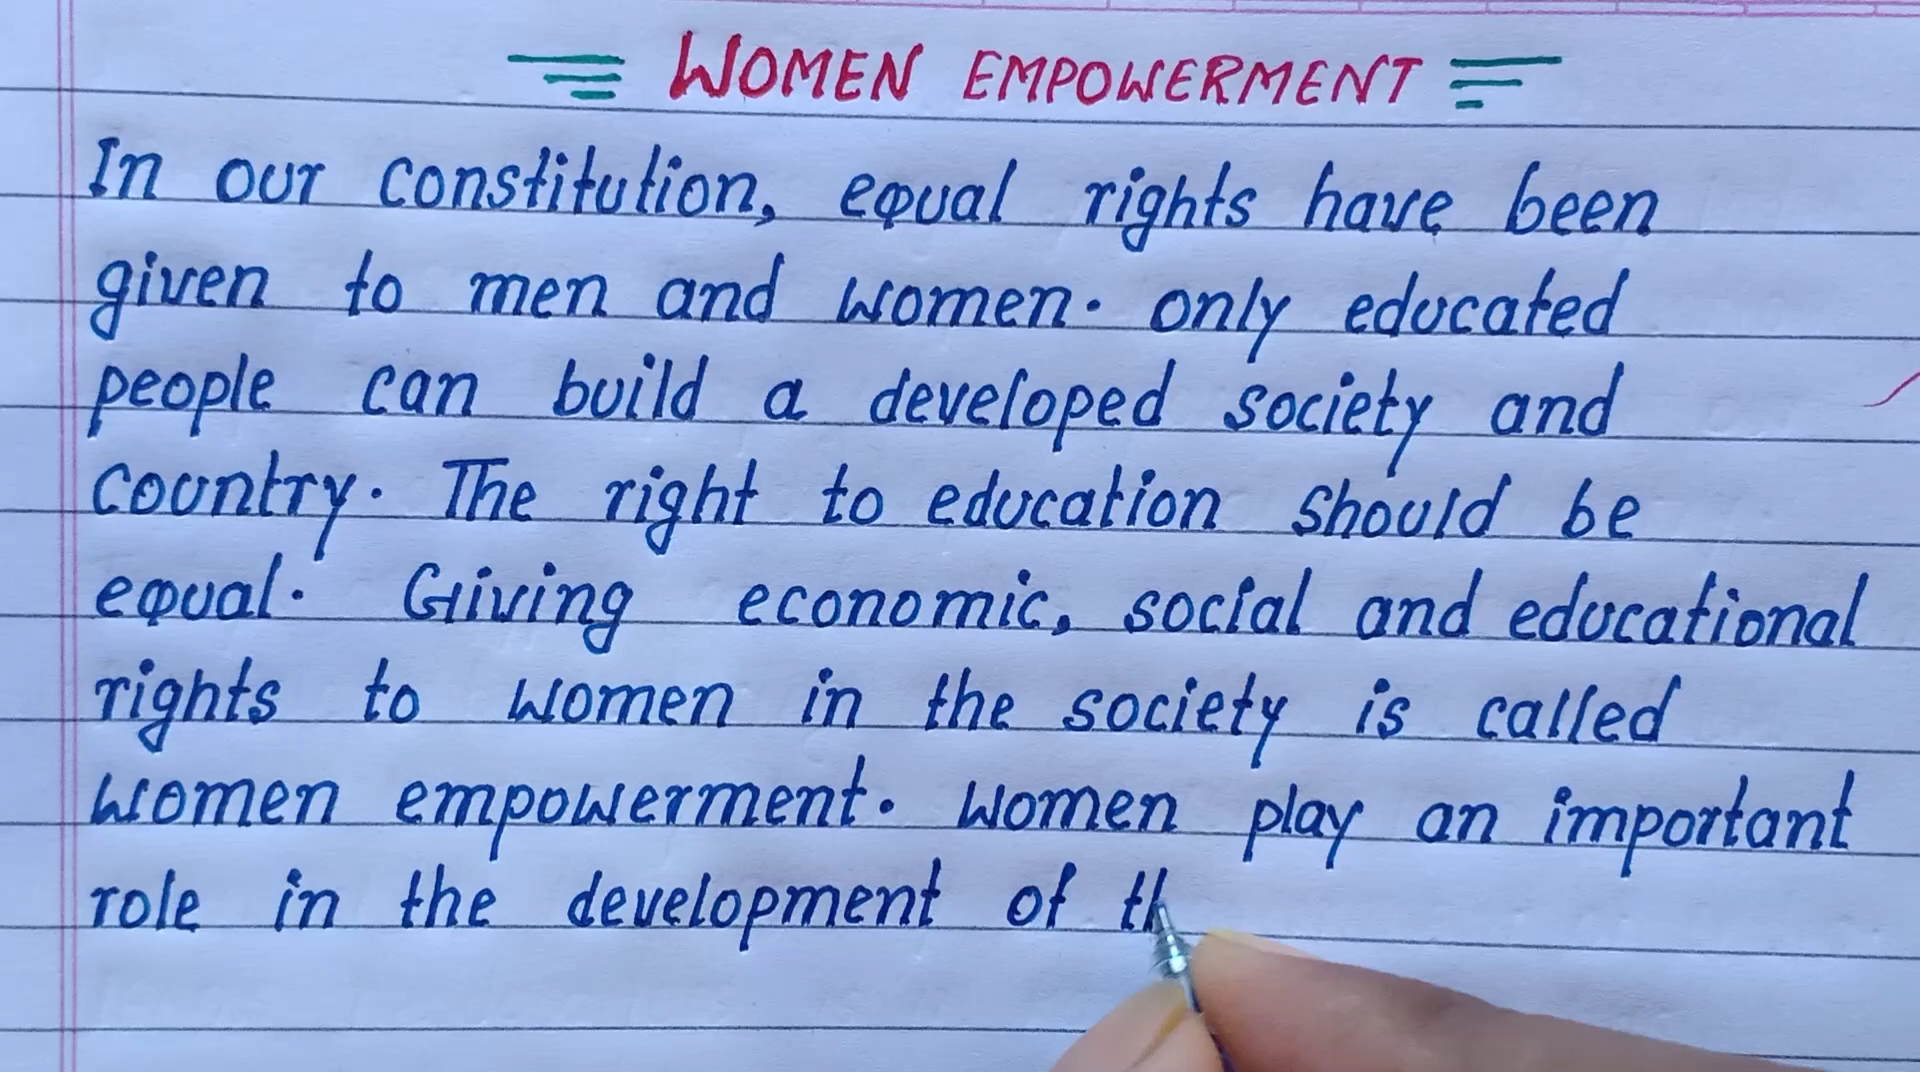 WOMEN EMPOWERMENT
In our constitution, equal rights have been
given to men and women. only educated
people can build a developed society and
country. The right to education should be
equal. Giving economic, social and educational
rights to women in the society is called
women empowerment. Women play an important
role in the development of th